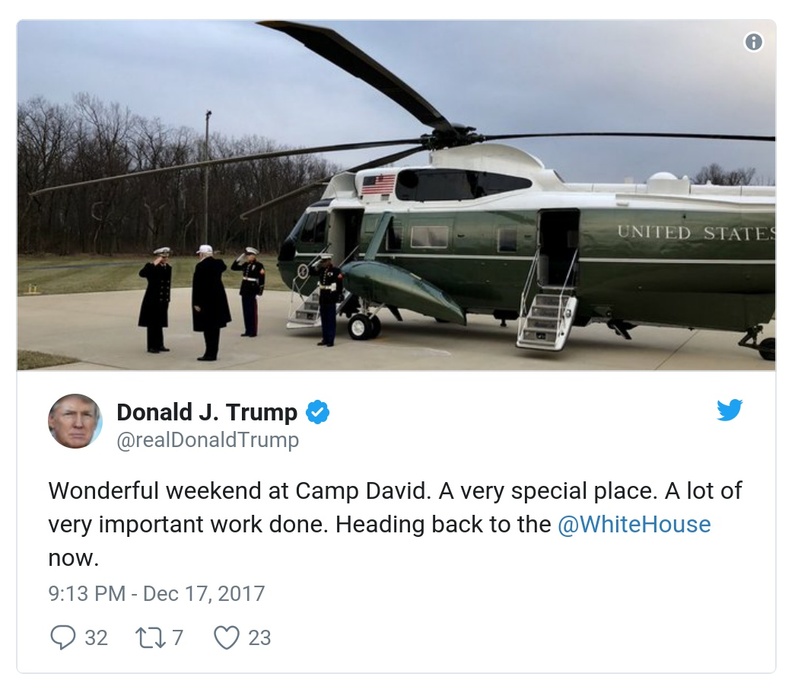 UNITED STATES
Donald J. Trump
@realDonaldTrump
Wonderful weekend at Camp David. A very special place. A lot of
very important work done. Heading back to the @WhiteHouse
now.
9:13 PM - Dec 17, 2017
32 7 23